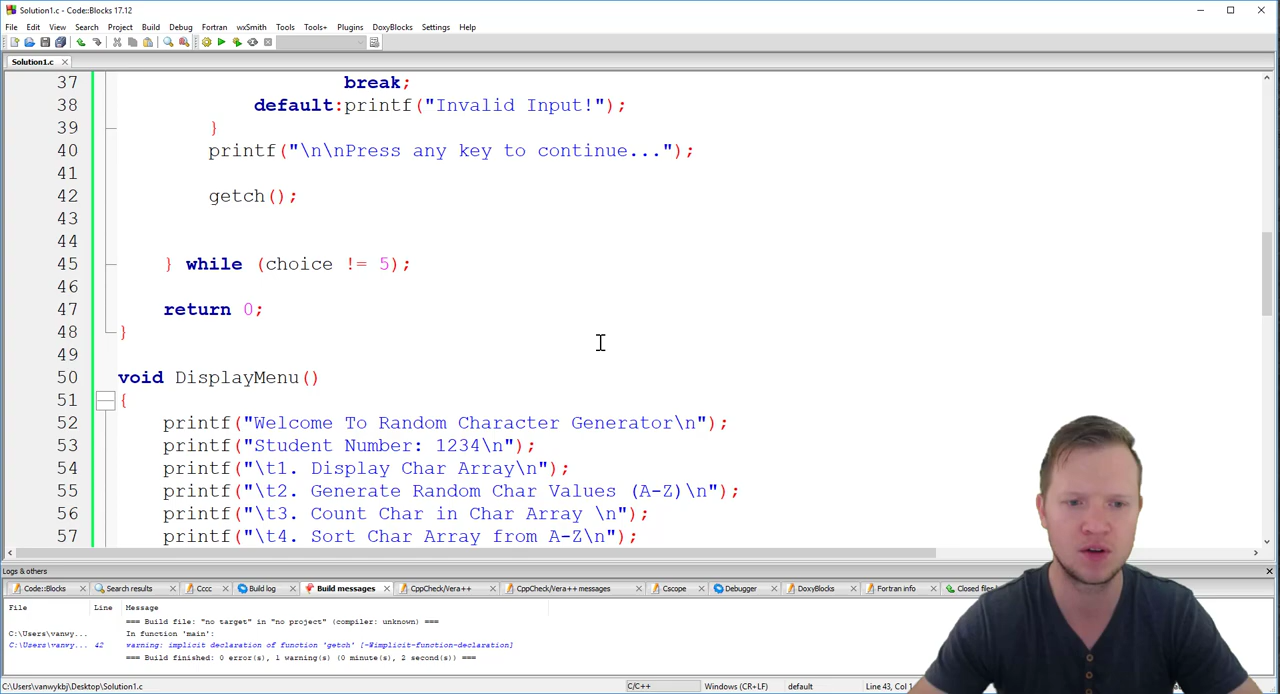 Solution1.c - Code::Blocks 17.12
File Edit View Search Project Build Debug Fortran wxSmith Tools Tools+ Plugins DoxyBlocks Settings Help
Solution1.c
37 break;
38 default:printf("Invalid Input!");
39 }
40 printf("\n\nPress any key to continue...");
41
42 getch();
43
44
45 } while (choice != 5);
46
47 return 0;
48 }
49
50 void DisplayMenu()
51 {
52 printf("Welcome To Random Character Generator\n");
53 printf("Student Number: 1234\n");
54 printf("\t1. Display Char Array\n");
55 printf("\t2. Generate Random Char Values (A-Z)\n");
56 printf("\t3. Count Char in Char Array \n");
57 printf("\t4. Sort Char Array from A-Z\n");
Logs & others
Code::Blocks Search results Cccc Build log Build messages CppCheck/Vera++ CppCheck/Vera++ messages Cscope Debugger DoxyBlocks Fortran info Closed files
File Line Message
=== Build file: "no target" in "no project" (compiler: unknown) ===
C:\Users\vanwy... In function 'main':
C:\Users\vanwy... 42 warning: implicit declaration of function 'getch' [-Wimplicit-function-declaration]
=== Build finished: 0 error(s), 1 warning(s) (0 minute(s), 2 second(s)) ===
C:\Users\vanwykbj\Desktop\Solution1.c C/C++ Windows (CR+LF) default Line 43, Col 1